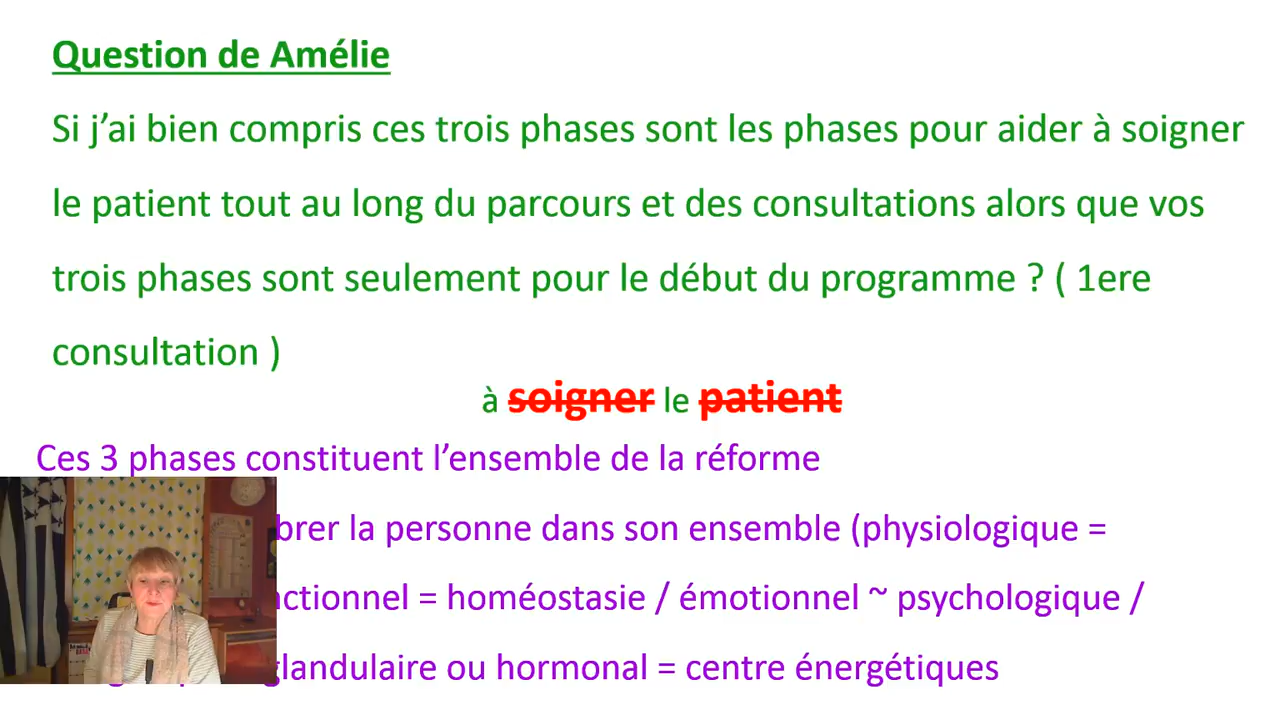 Question de Amélie
Si j’ai bien compris ces trois phases sont les phases pour aider à soigner
le patient tout au long du parcours et des consultations alors que vos
trois phases sont seulement pour le début du programme ? ( 1ere
consultation )
à soigner le patient
Ces 3 phases constituent l’ensemble de la réforme
la personne dans son ensemble (physiologique =
= homéostasie / émotionnel ~ psychologique /
glandulaire ou hormonal = centre énergétiques